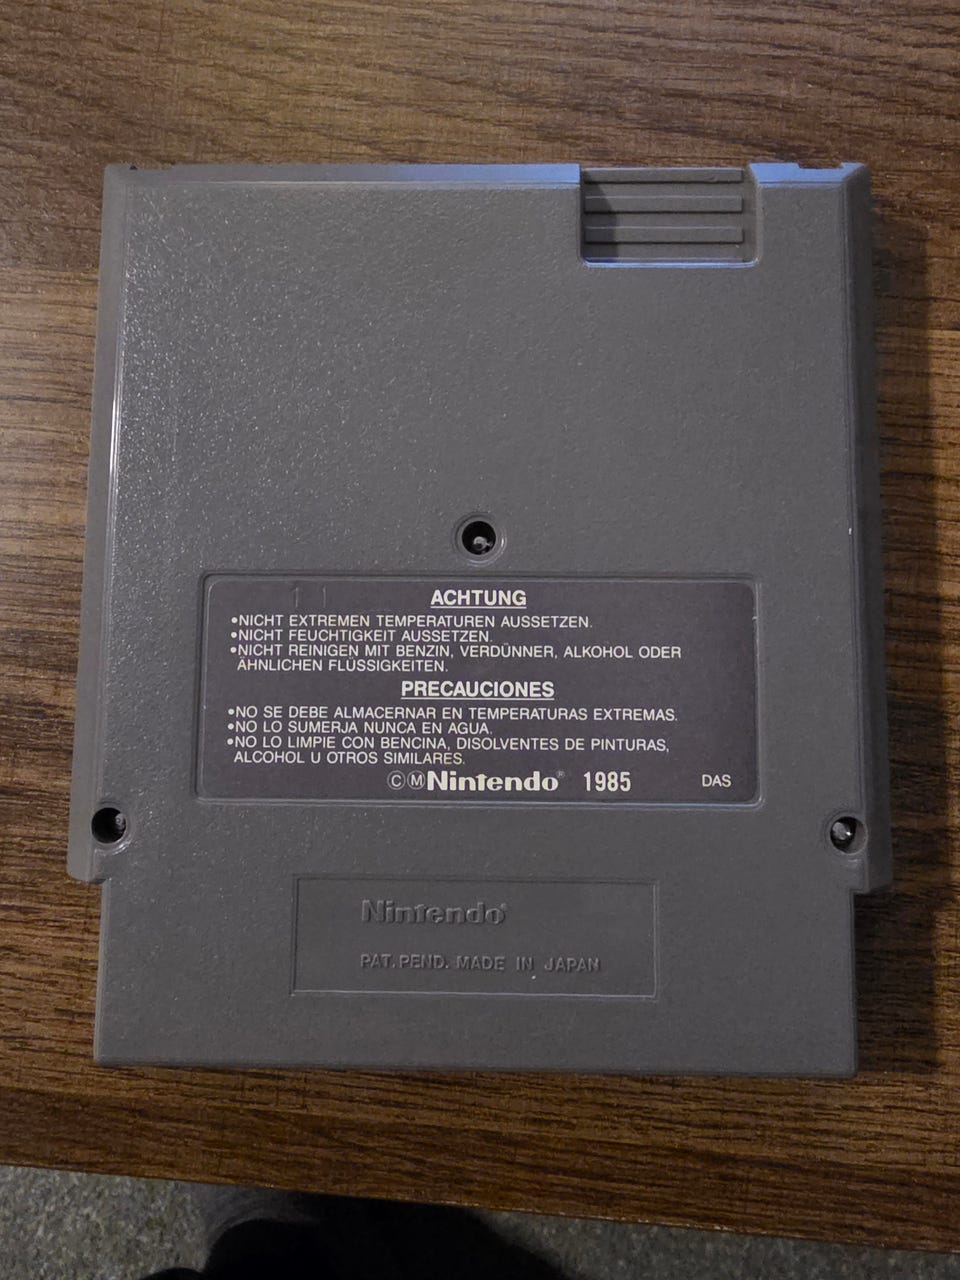 11
ACHTUNG
•NICHT EXTREMEN TEMPERATUREN AUSSETZEN.
•NICHT FEUCHTIGKEIT AUSSETZEN.
•NICHT REINIGEN MIT BENZIN, VERDÜNNER, ALKOHOL ODER
ÄHNLICHEN FLÜSSIGKEITEN.
PRECAUCIONES
•NO SE DEBE ALMACERNAR EN TEMPERATURAS EXTREMAS.
•NO LO SUMERJA NUNCA EN AGUA.
•NO LO LIMPIE CON BENCINA, DISOLVENTES DE PINTURAS,
ALCOHOL U OTROS SIMILARES.
ⒸⓂNintendo® 1985 DAS
Nintendo®
PAT. PEND. MADE IN JAPAN